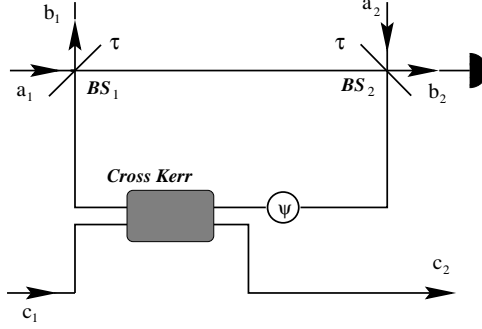 b₁
a₂
τ
τ
a₁
BS₁
BS₂
b₂
Cross Kerr
ψ
c₂
c₁